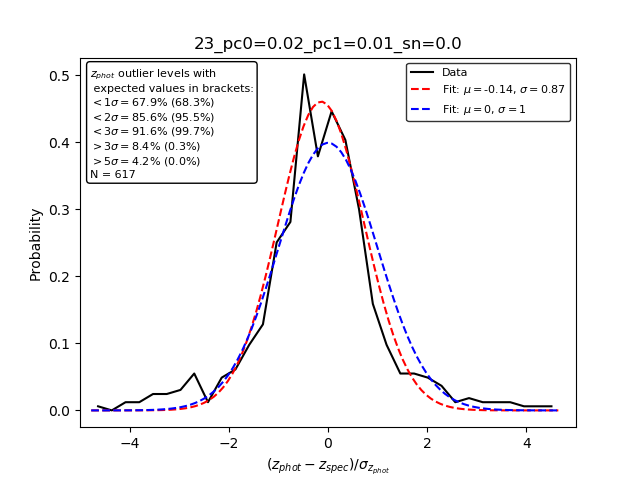 23_pc0=0.02_pc1=0.01_sn=0.0
z_phot outlier levels with
expected values in brackets:
< 1σ = 67.9% (68.3%)
< 2σ = 85.6% (95.5%)
< 3σ = 91.6% (99.7%)
> 3σ = 8.4% (0.3%)
> 5σ = 4.2% (0.0%)
N = 617
Data
Fit: μ = -0.14, σ = 0.87
Fit: μ = 0, σ = 1
Probability
0.5
0.4
0.3
0.2
0.1
0.0
−4 −2 0 2 4
(z_phot − z_spec)/σ_z_phot